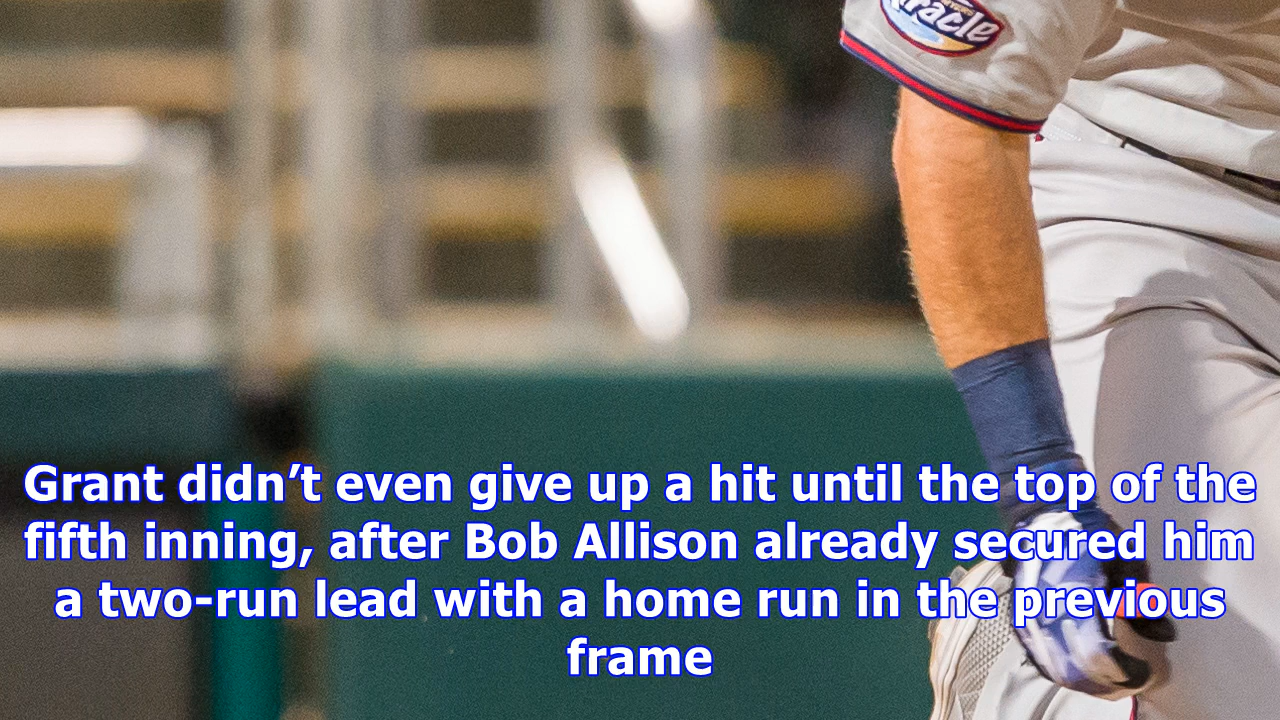 Miracle
Grant didn’t even give up a hit until the top of the
fifth inning, after Bob Allison already secured him
a two-run lead with a home run in the previous
frame